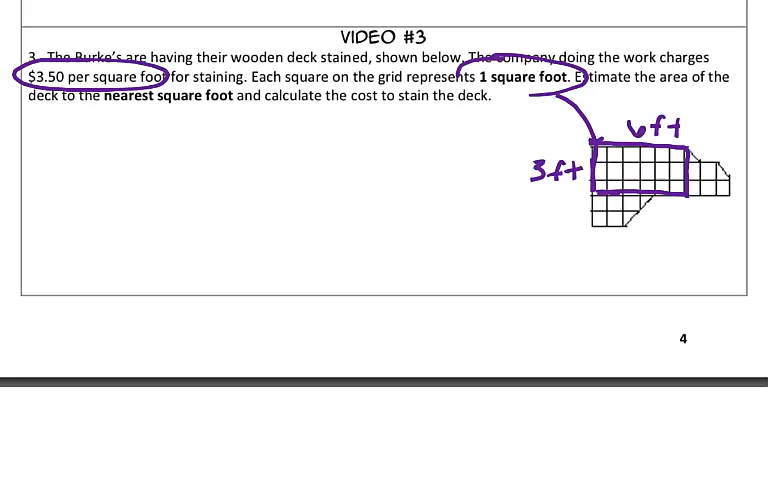 VIDEO #3
3. The Burke's are having their wooden deck stained, shown below. The company doing the work charges
$3.50 per square foot for staining. Each square on the grid represents 1 square foot. Estimate the area of the
deck to the nearest square foot and calculate the cost to stain the deck.
6ft
3ft
4